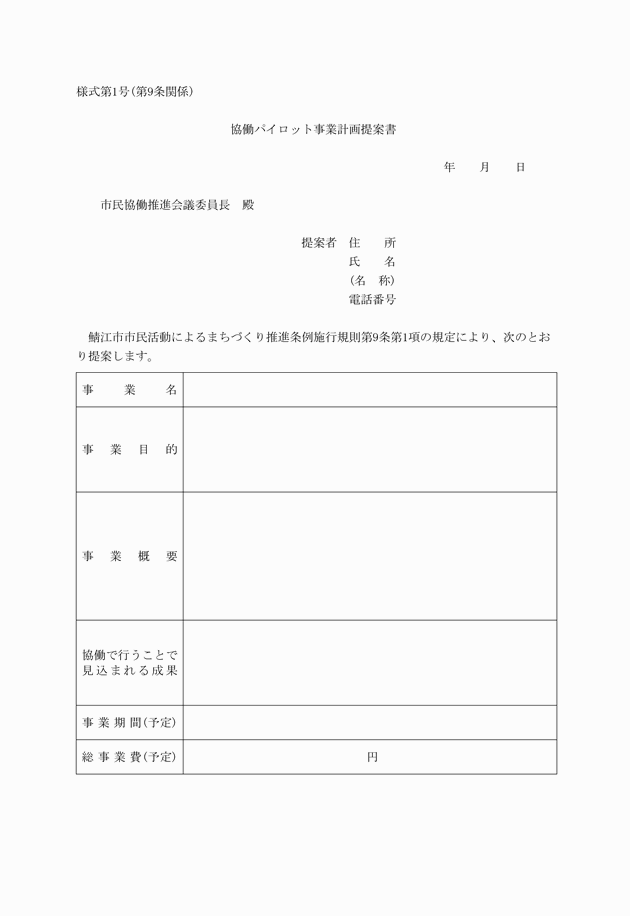 様式第1号(第9条関係)
協働パイロット事業計画提案書
年　　月　　日
市民協働推進会議委員長　殿
提案者　住　　所
氏　　名
(名　称)
電話番号
鯖江市市民活動によるまちづくり推進条例施行規則第9条第1項の規定により、次のとお
り提案します。
事　業　名
事　業　目　的
事　業　概　要
協働で行うことで
見込まれる成果
事業期間(予定)
総事業費(予定)　円